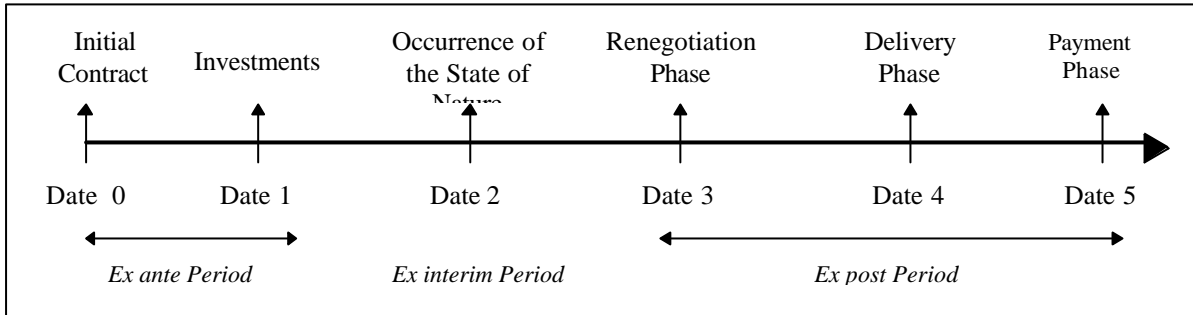 Initial
Contract
Investments
Occurrence of
the State of
Nature
Renegotiation
Phase
Delivery
Phase
Payment
Phase
Date 0
Date 1
Date 2
Date 3
Date 4
Date 5
Ex ante Period
Ex interim Period
Ex post Period